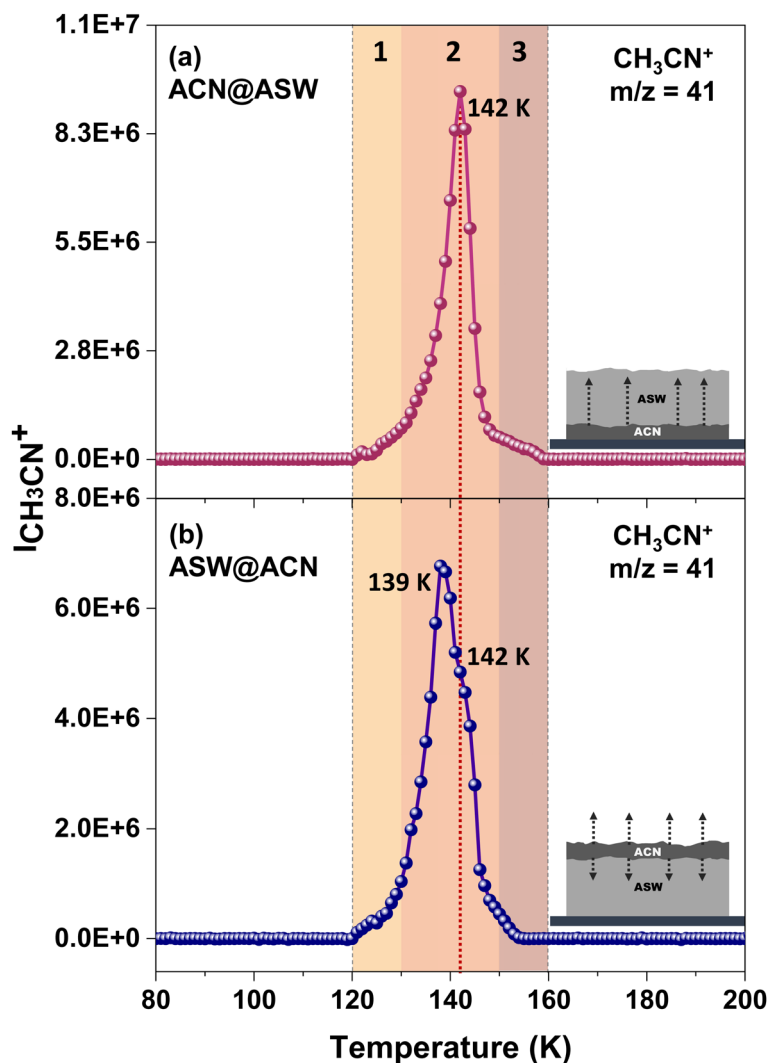 1.1E+7
8.3E+6
5.5E+6
2.8E+6
0.0E+0
(a)
ACN@ASW
1 2 3
CH₃CN⁺
m/z = 41
142 K
ASW
ACN
I_CH₃CN⁺
8.0E+6
6.0E+6
4.0E+6
2.0E+6
0.0E+0
(b)
ASW@ACN
CH₃CN⁺
m/z = 41
139 K
142 K
ACN
ASW
80 100 120 140 160 180 200
Temperature (K)